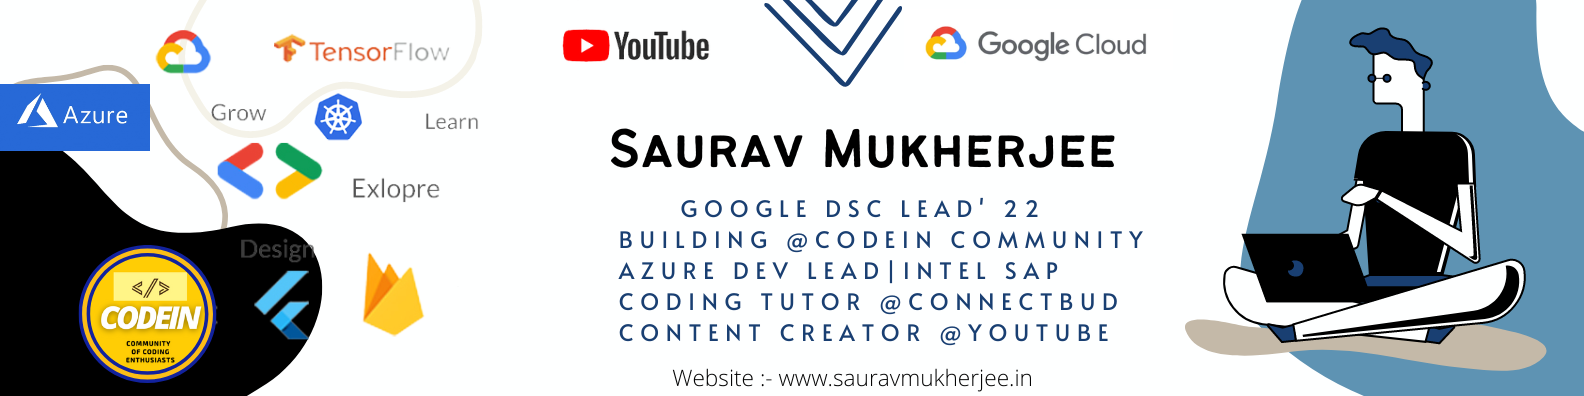 TensorFlow
Azure
Grow
Learn
Exlopre
Design
</>
CODEIN
COMMUNITY
OF CODING
ENTHUSIASTS
YouTube
Google Cloud
SAURAV MUKHERJEE
GOOGLE DSC LEAD' 22
BUILDING @CODEIN COMMUNITY
AZURE DEV LEAD|INTEL SAP
CODING TUTOR @CONNECTBUD
CONTENT CREATOR @YOUTUBE
Website :- www.sauravmukherjee.in